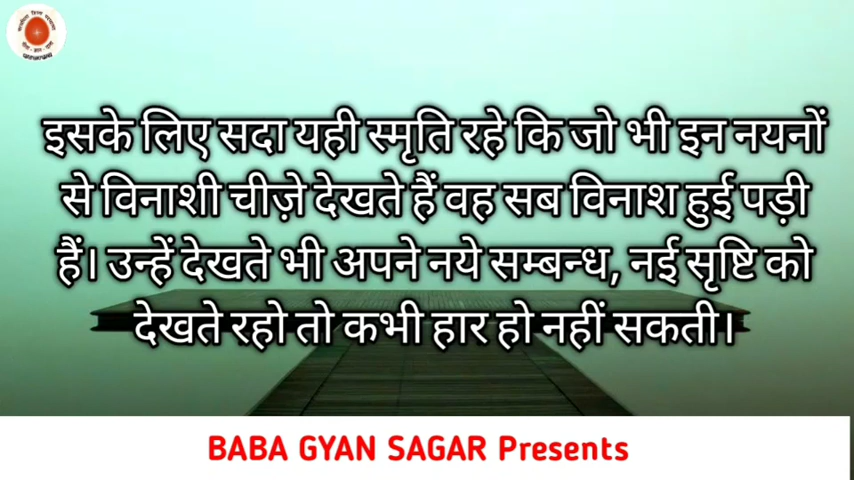 इसके लिए सदा यही स्मृति रहे कि जो भी इन नयनों
से विनाशी चीज़े देखते हैं वह सब विनाश हुई पड़ी
हैं। उन्हें देखते भी अपने नये सम्बन्ध, नई सृष्टि को
देखते रहो तो कभी हार हो नहीं सकती।
BABA GYAN SAGAR Presents